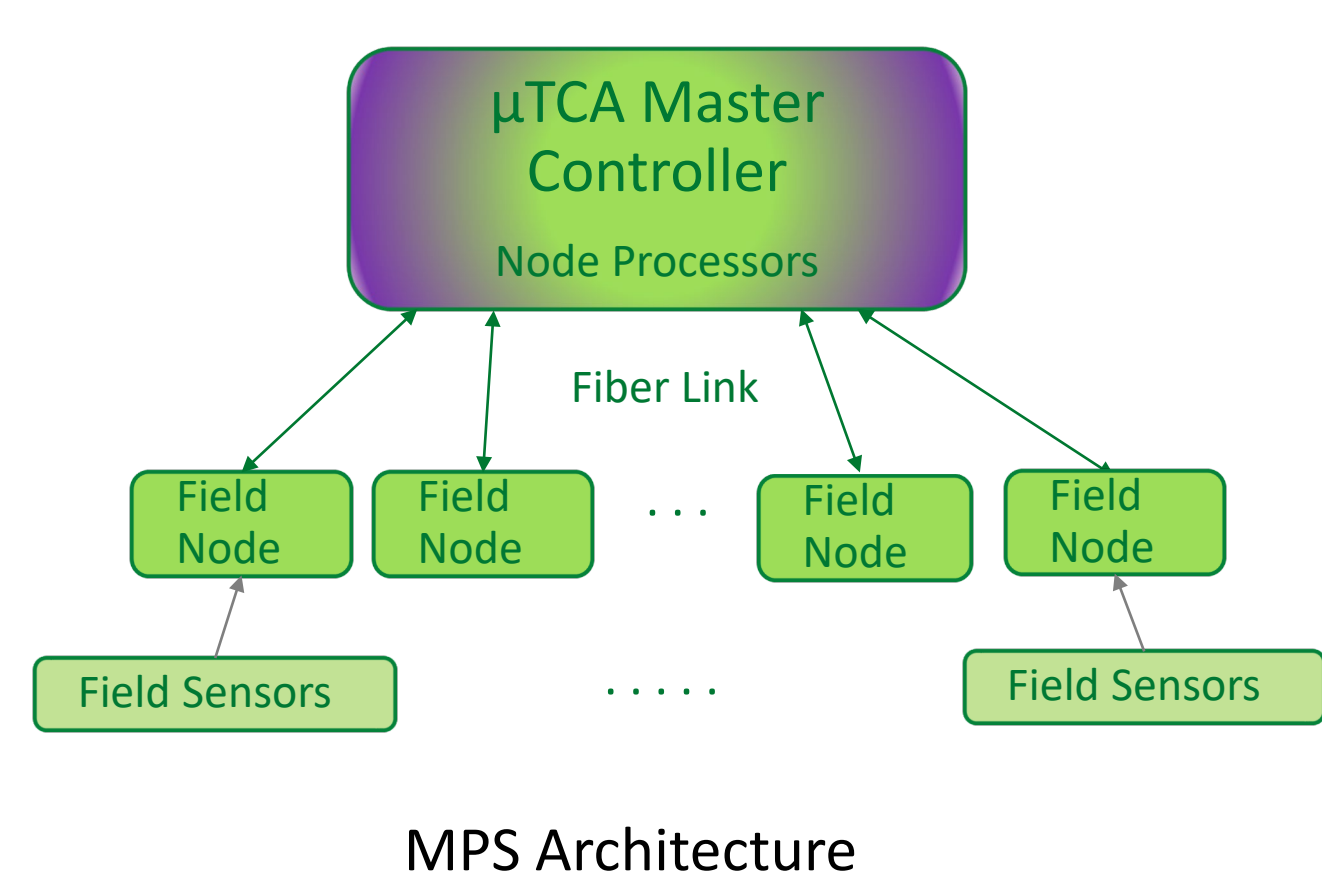 μTCA Master
Controller
Node Processors
Fiber Link
Field
Node
Field
Node
. . .
Field
Node
Field
Node
Field Sensors
. . . . .
Field Sensors
MPS Architecture